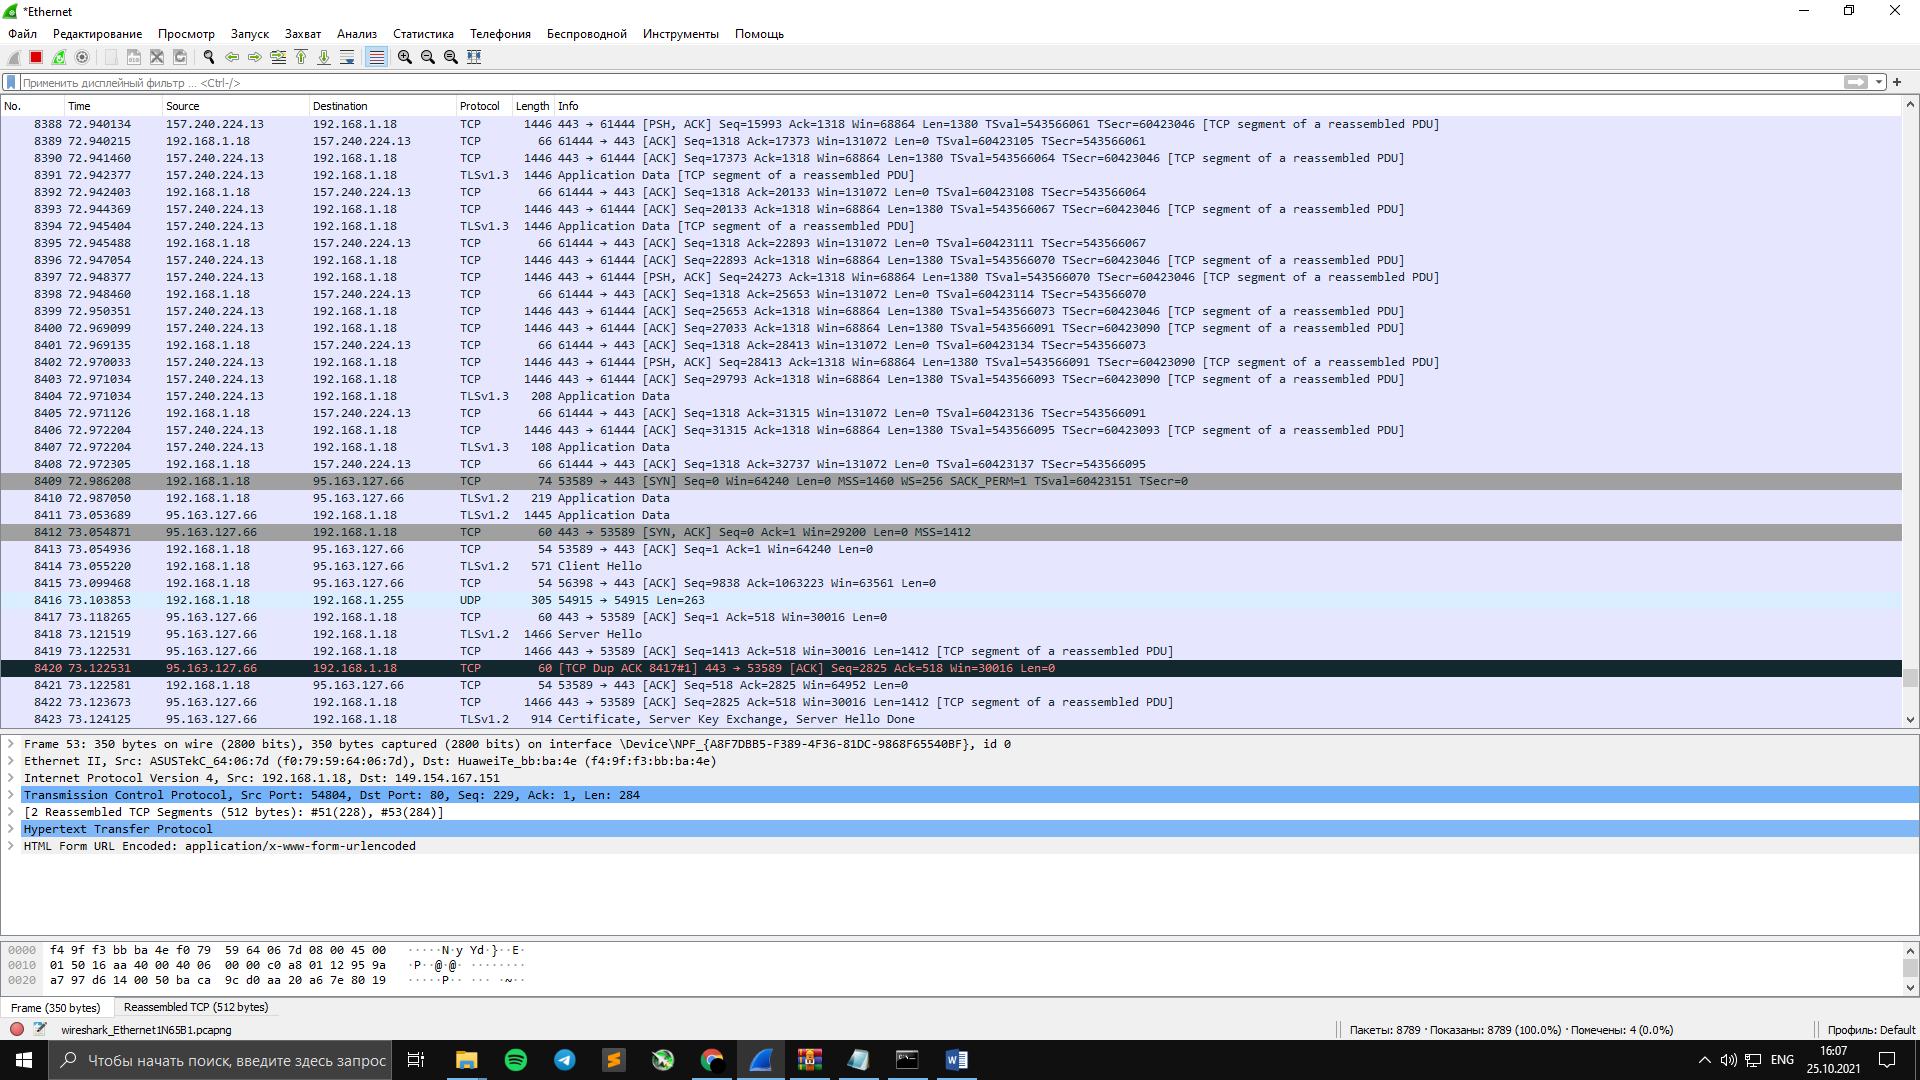 *Ethernet
Файл Редактирование Просмотр Запуск Захват Анализ Статистика Телефония Беспроводной Инструменты Помощь
Применить дисплейный фильтр ... <Ctrl-/>
No. Time Source Destination Protocol Length Info
8388 72.940134 157.240.224.13 192.168.1.18 TCP 1446 443 → 61444 [PSH, ACK] Seq=15993 Ack=1318 Win=68864 Len=1380 TSval=543566061 TSecr=60423046 [TCP segment of a reassembled PDU]
8389 72.940215 192.168.1.18 157.240.224.13 TCP 66 61444 → 443 [ACK] Seq=1318 Ack=17373 Win=131072 Len=0 TSval=60423105 TSecr=543566061
8390 72.941460 157.240.224.13 192.168.1.18 TCP 1446 443 → 61444 [ACK] Seq=17373 Ack=1318 Win=68864 Len=1380 TSval=543566064 TSecr=60423046 [TCP segment of a reassembled PDU]
8391 72.942377 157.240.224.13 192.168.1.18 TLSv1.3 1446 Application Data [TCP segment of a reassembled PDU]
8392 72.942403 192.168.1.18 157.240.224.13 TCP 66 61444 → 443 [ACK] Seq=1318 Ack=20133 Win=131072 Len=0 TSval=60423108 TSecr=543566064
8393 72.944369 157.240.224.13 192.168.1.18 TCP 1446 443 → 61444 [ACK] Seq=20133 Ack=1318 Win=68864 Len=1380 TSval=543566067 TSecr=60423046 [TCP segment of a reassembled PDU]
8394 72.945404 157.240.224.13 192.168.1.18 TLSv1.3 1446 Application Data [TCP segment of a reassembled PDU]
8395 72.945488 192.168.1.18 157.240.224.13 TCP 66 61444 → 443 [ACK] Seq=1318 Ack=22893 Win=131072 Len=0 TSval=60423111 TSecr=543566067
8396 72.947054 157.240.224.13 192.168.1.18 TCP 1446 443 → 61444 [ACK] Seq=22893 Ack=1318 Win=68864 Len=1380 TSval=543566070 TSecr=60423046 [TCP segment of a reassembled PDU]
8397 72.948377 157.240.224.13 192.168.1.18 TCP 1446 443 → 61444 [PSH, ACK] Seq=24273 Ack=1318 Win=68864 Len=1380 TSval=543566070 TSecr=60423046 [TCP segment of a reassembled PDU]
8398 72.948460 192.168.1.18 157.240.224.13 TCP 66 61444 → 443 [ACK] Seq=1318 Ack=25653 Win=131072 Len=0 TSval=60423114 TSecr=543566070
8399 72.950351 157.240.224.13 192.168.1.18 TCP 1446 443 → 61444 [ACK] Seq=25653 Ack=1318 Win=68864 Len=1380 TSval=543566073 TSecr=60423046 [TCP segment of a reassembled PDU]
8400 72.969099 157.240.224.13 192.168.1.18 TCP 1446 443 → 61444 [ACK] Seq=27033 Ack=1318 Win=68864 Len=1380 TSval=543566091 TSecr=60423090 [TCP segment of a reassembled PDU]
8401 72.969135 192.168.1.18 157.240.224.13 TCP 66 61444 → 443 [ACK] Seq=1318 Ack=28413 Win=131072 Len=0 TSval=60423134 TSecr=543566073
8402 72.970033 157.240.224.13 192.168.1.18 TCP 1446 443 → 61444 [PSH, ACK] Seq=28413 Ack=1318 Win=68864 Len=1380 TSval=543566091 TSecr=60423090 [TCP segment of a reassembled PDU]
8403 72.971034 157.240.224.13 192.168.1.18 TCP 1446 443 → 61444 [ACK] Seq=29793 Ack=1318 Win=68864 Len=1380 TSval=543566093 TSecr=60423090 [TCP segment of a reassembled PDU]
8404 72.971034 157.240.224.13 192.168.1.18 TLSv1.3 208 Application Data
8405 72.971126 192.168.1.18 157.240.224.13 TCP 66 61444 → 443 [ACK] Seq=1318 Ack=31315 Win=131072 Len=0 TSval=60423136 TSecr=543566091
8406 72.972204 157.240.224.13 192.168.1.18 TCP 1446 443 → 61444 [ACK] Seq=31315 Ack=1318 Win=68864 Len=1380 TSval=543566095 TSecr=60423093 [TCP segment of a reassembled PDU]
8407 72.972204 157.240.224.13 192.168.1.18 TLSv1.3 108 Application Data
8408 72.972305 192.168.1.18 157.240.224.13 TCP 66 61444 → 443 [ACK] Seq=1318 Ack=32737 Win=131072 Len=0 TSval=60423137 TSecr=543566095
8409 72.986208 192.168.1.18 95.163.127.66 TCP 74 53589 → 443 [SYN] Seq=0 Win=64240 Len=0 MSS=1460 WS=256 SACK_PERM=1 TSval=60423151 TSecr=0
8410 72.987050 192.168.1.18 95.163.127.66 TLSv1.2 219 Application Data
8411 73.053689 95.163.127.66 192.168.1.18 TLSv1.2 1445 Application Data
8412 73.054871 95.163.127.66 192.168.1.18 TCP 60 443 → 53589 [SYN, ACK] Seq=0 Ack=1 Win=29200 Len=0 MSS=1412
8413 73.054936 192.168.1.18 95.163.127.66 TCP 54 53589 → 443 [ACK] Seq=1 Ack=1 Win=64240 Len=0
8414 73.055220 192.168.1.18 95.163.127.66 TLSv1.2 571 Client Hello
8415 73.099468 192.168.1.18 95.163.127.66 TCP 54 56398 → 443 [ACK] Seq=9838 Ack=1063223 Win=63561 Len=0
8416 73.103853 192.168.1.18 192.168.1.255 UDP 305 54915 → 54915 Len=263
8417 73.118265 95.163.127.66 192.168.1.18 TCP 60 443 → 53589 [ACK] Seq=1 Ack=518 Win=30016 Len=0
8418 73.121519 95.163.127.66 192.168.1.18 TLSv1.2 1466 Server Hello
8419 73.122531 95.163.127.66 192.168.1.18 TCP 1466 443 → 53589 [ACK] Seq=1413 Ack=518 Win=30016 Len=1412 [TCP segment of a reassembled PDU]
8420 73.122531 95.163.127.66 192.168.1.18 TCP 60 [TCP Dup ACK 8417#1] 443 → 53589 [ACK] Seq=2825 Ack=518 Win=30016 Len=0
8421 73.122581 192.168.1.18 95.163.127.66 TCP 54 53589 → 443 [ACK] Seq=518 Ack=2825 Win=64952 Len=0
8422 73.123673 95.163.127.66 192.168.1.18 TCP 1466 443 → 53589 [ACK] Seq=2825 Ack=518 Win=30016 Len=1412 [TCP segment of a reassembled PDU]
8423 73.124125 95.163.127.66 192.168.1.18 TLSv1.2 914 Certificate, Server Key Exchange, Server Hello Done
Frame 53: 350 bytes on wire (2800 bits), 350 bytes captured (2800 bits) on interface \Device\NPF_{A8F7DBB5-F389-4F36-81DC-9868F65540BF}, id 0
Ethernet II, Src: ASUSTekC_64:06:7d (f0:79:59:64:06:7d), Dst: HuaweiTe_bb:ba:4e (f4:9f:f3:bb:ba:4e)
Internet Protocol Version 4, Src: 192.168.1.18, Dst: 149.154.167.151
Transmission Control Protocol, Src Port: 54804, Dst Port: 80, Seq: 229, Ack: 1, Len: 284
[2 Reassembled TCP Segments (512 bytes): #51(228), #53(284)]
Hypertext Transfer Protocol
HTML Form URL Encoded: application/x-www-form-urlencoded
0000 f4 9f f3 bb ba 4e f0 79 59 64 06 7d 08 00 45 00 ·····N·y Yd·}··E·
0010 01 50 16 aa 40 00 40 06 00 00 c0 a8 01 12 95 9a ·P··@·@· ········
0020 a7 97 d6 14 00 50 ba ca 9c d0 aa 20 a6 7e 80 19 ·····P·· ··· ·~··
Frame (350 bytes) Reassembled TCP (512 bytes)
wireshark_Ethernet1N65B1.pcapng
Пакеты: 8789 · Показаны: 8789 (100.0%) · Помечены: 4 (0.0%)
Профиль: Default
Чтобы начать поиск, введите здесь запрос
ENG
16:07
25.10.2021